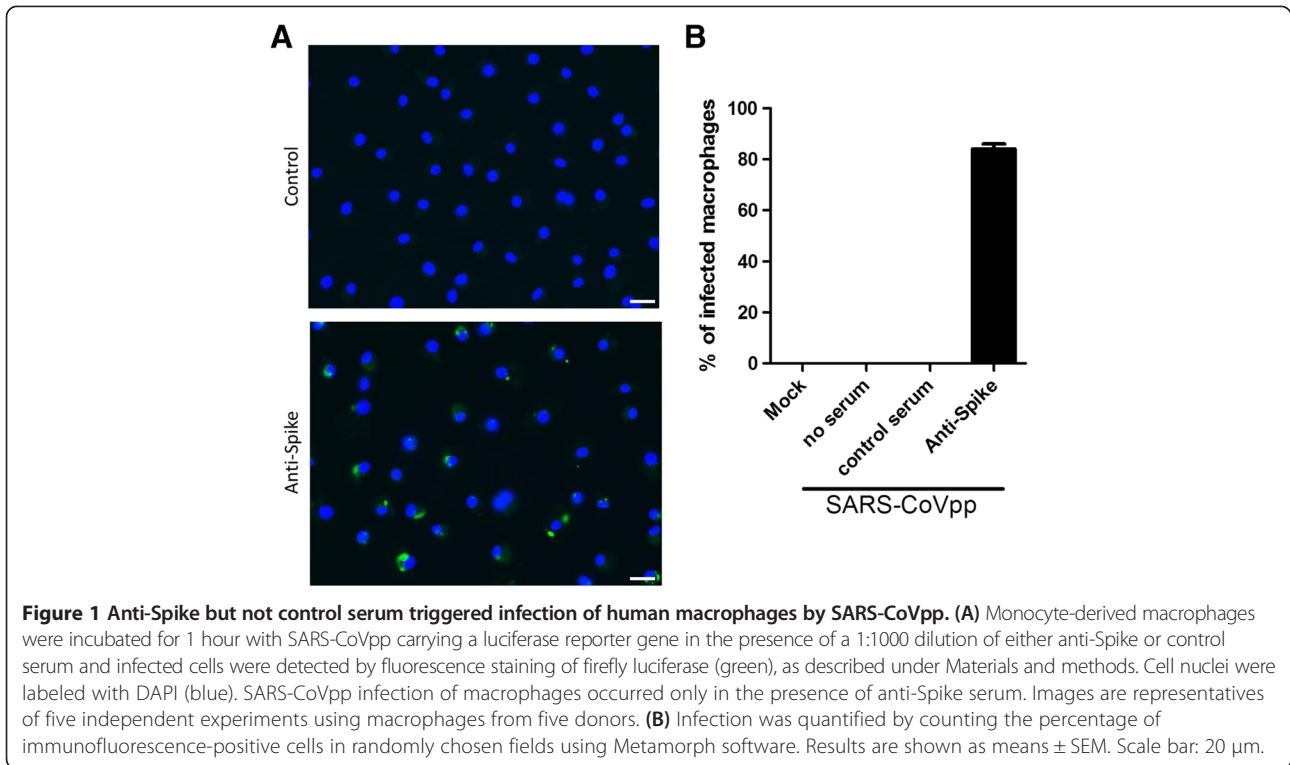 A
Control
Anti-Spike
B
% of infected macrophages
100
80
60
40
20
0
Mock
no serum
control serum
Anti-Spike
SARS-CoVpp
Figure 1 Anti-Spike but not control serum triggered infection of human macrophages by SARS-CoVpp. (A) Monocyte-derived macrophages
were incubated for 1 hour with SARS-CoVpp carrying a luciferase reporter gene in the presence of a 1:1000 dilution of either anti-Spike or control
serum and infected cells were detected by fluorescence staining of firefly luciferase (green), as described under Materials and methods. Cell nuclei were
labeled with DAPI (blue). SARS-CoVpp infection of macrophages occurred only in the presence of anti-Spike serum. Images are representatives
of five independent experiments using macrophages from five donors. (B) Infection was quantified by counting the percentage of
immunofluorescence-positive cells in randomly chosen fields using Metamorph software. Results are shown as means ± SEM. Scale bar: 20 μm.